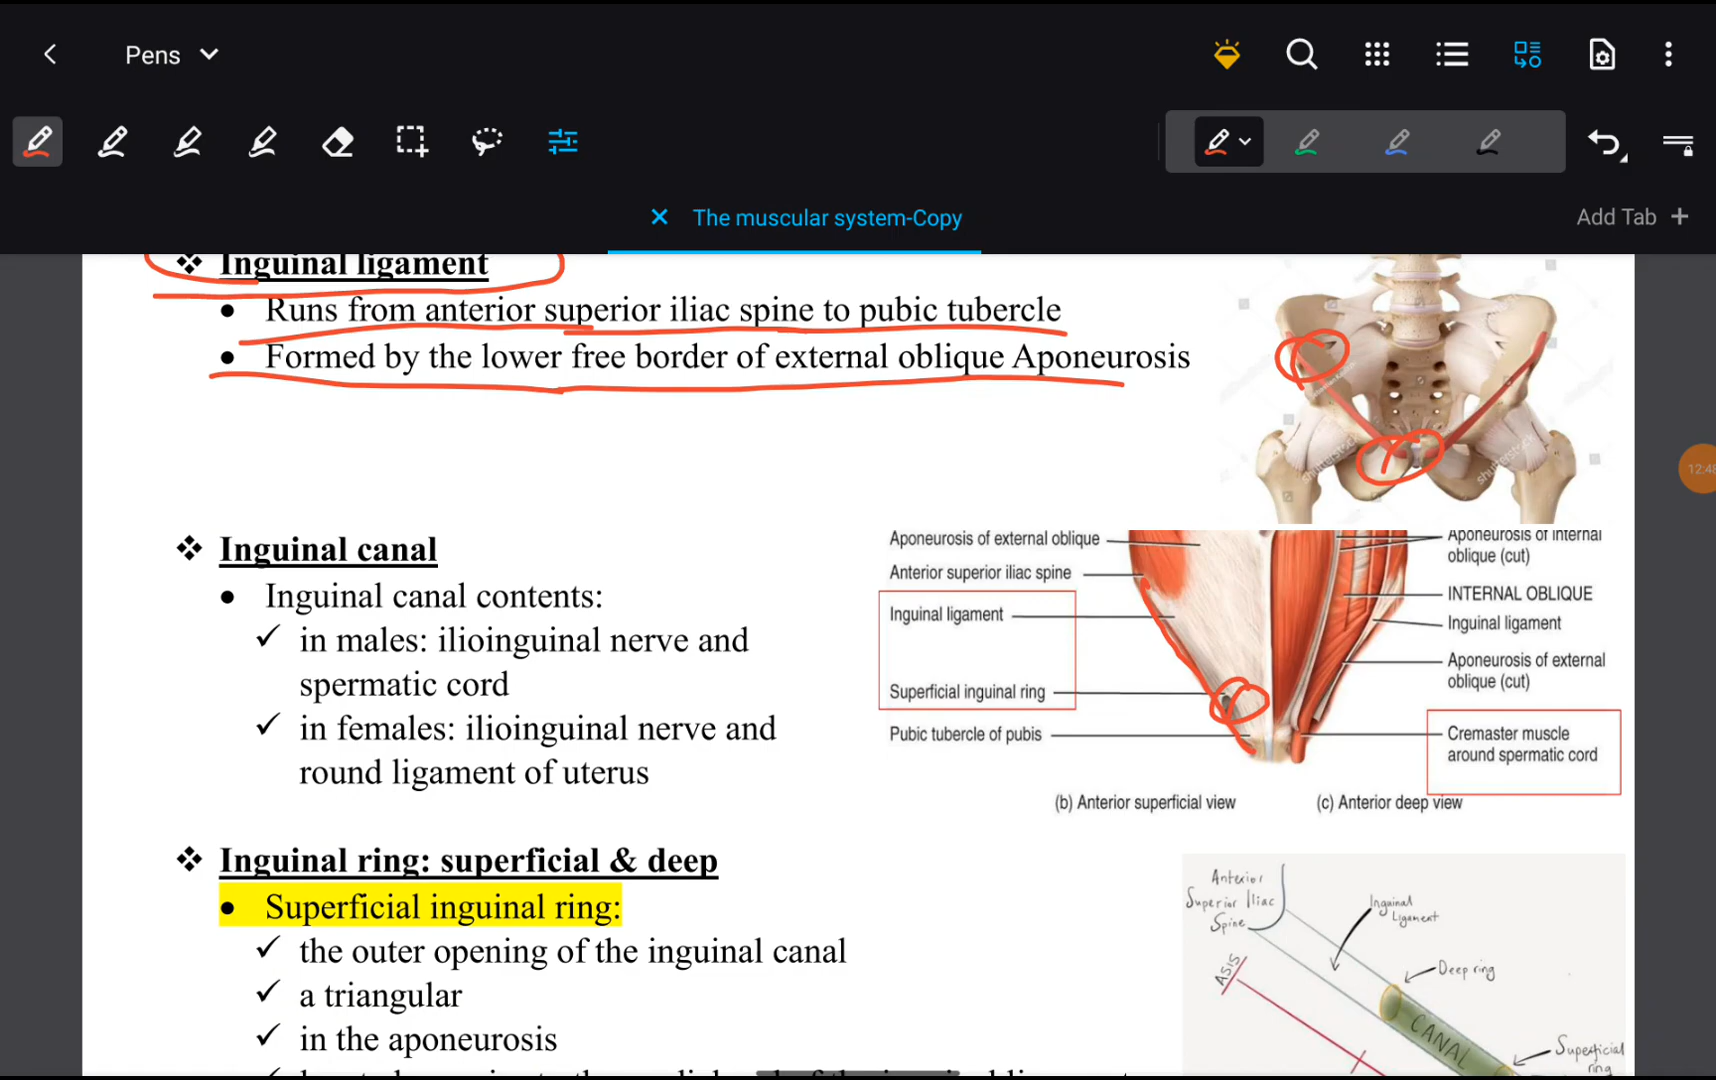 Pens
The muscular system-Copy
Add Tab +
❖ Inguinal ligament
• Runs from anterior superior iliac spine to pubic tubercle
• Formed by the lower free border of external oblique Aponeurosis
12:48
❖ Inguinal canal
• Inguinal canal contents:
✓ in males: ilioinguinal nerve and
spermatic cord
✓ in females: ilioinguinal nerve and
round ligament of uterus
Aponeurosis of external oblique
Anterior superior iliac spine
Inguinal ligament
Superficial inguinal ring
Pubic tubercle of pubis
Aponeurosis of internal
oblique (cut)
INTERNAL OBLIQUE
Inguinal ligament
Aponeurosis of external
oblique (cut)
Cremaster muscle
around spermatic cord
(b) Anterior superficial view
(c) Anterior deep view
❖ Inguinal ring: superficial & deep
• Superficial inguinal ring:
✓ the outer opening of the inguinal canal
✓ a triangular
✓ in the aponeurosis
Anterior
Superior Iliac
Spine
Inguinal
Ligament
ASIS
Deep ring
CANAL
Superficial
ring